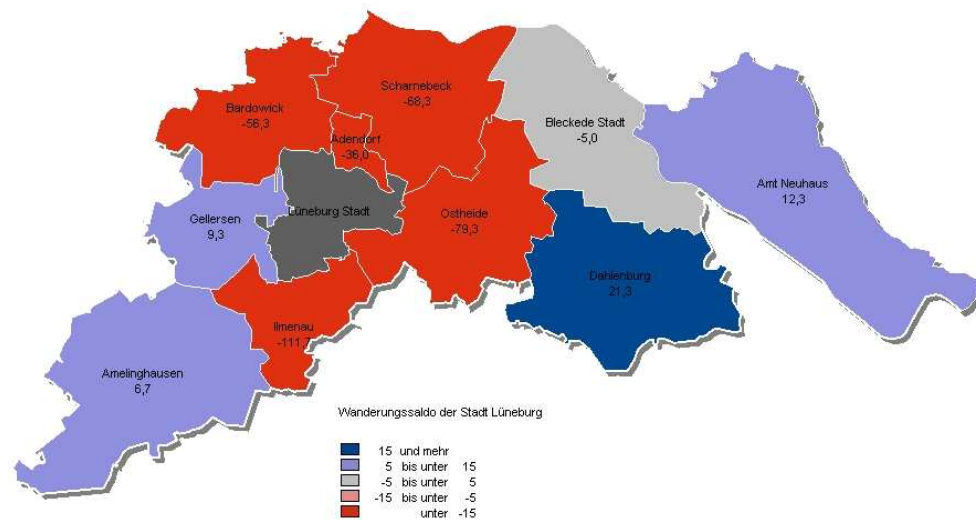 Scharnebeck
-68,3
Bardowick
-56,3
Bleckede Stadt
-5,0
Adendorf
-36,0
Amt Neuhaus
12,3
Gellersen
9,3
Lüneburg Stadt
Ostheide
-79,3
Dahlenburg
21,3
Ilmenau
-111,7
Amelinghausen
6,7
Wanderungssaldo der Stadt Lüneburg
15 und mehr
5 bis unter 15
-5 bis unter 5
-15 bis unter -5
unter -15